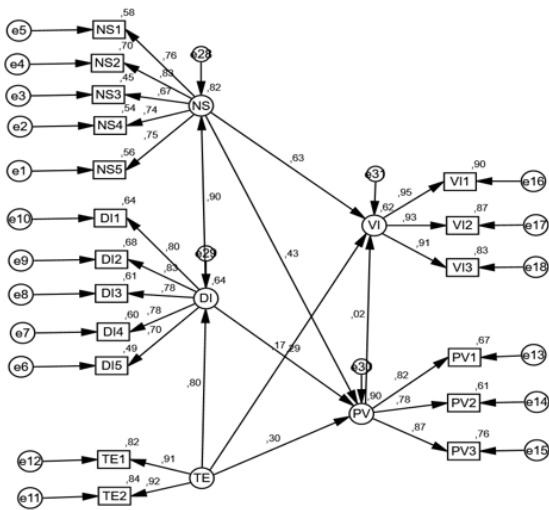 e5 NS1 ,58
,76
e28
e4 NS2 ,70
,83
,82
e3 NS3 ,45
,67
NS
e2 NS4 ,54
,74
,75
e1 NS5 ,56
,63
e31
,90
VI1 e16
,95
e10 DI1 ,64
,90
,62
VI
,93
VI2 ,87 e17
,80
,43
,91
e9 DI2 ,68
,83
e29
VI3 ,83 e18
e8 DI3 ,61
,78
,64
DI
e7 DI4 ,60
,78
,02
,70
e6 DI5 ,49
,17 ,29
e30
,67
PV1 e13
,82
,80
,90
,61
,78
PV2 e14
PV
,30
,87
,76
e12 TE1 ,82
,91
PV3 e15
TE
e11 TE2 ,84
,92